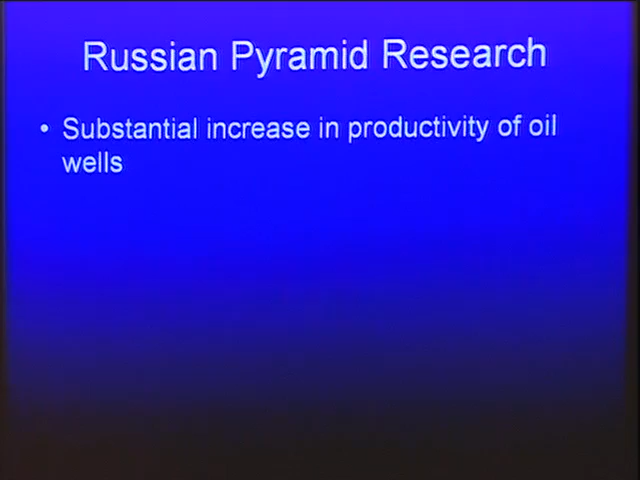 Russian Pyramid Research
• Substantial increase in productivity of oil
wells